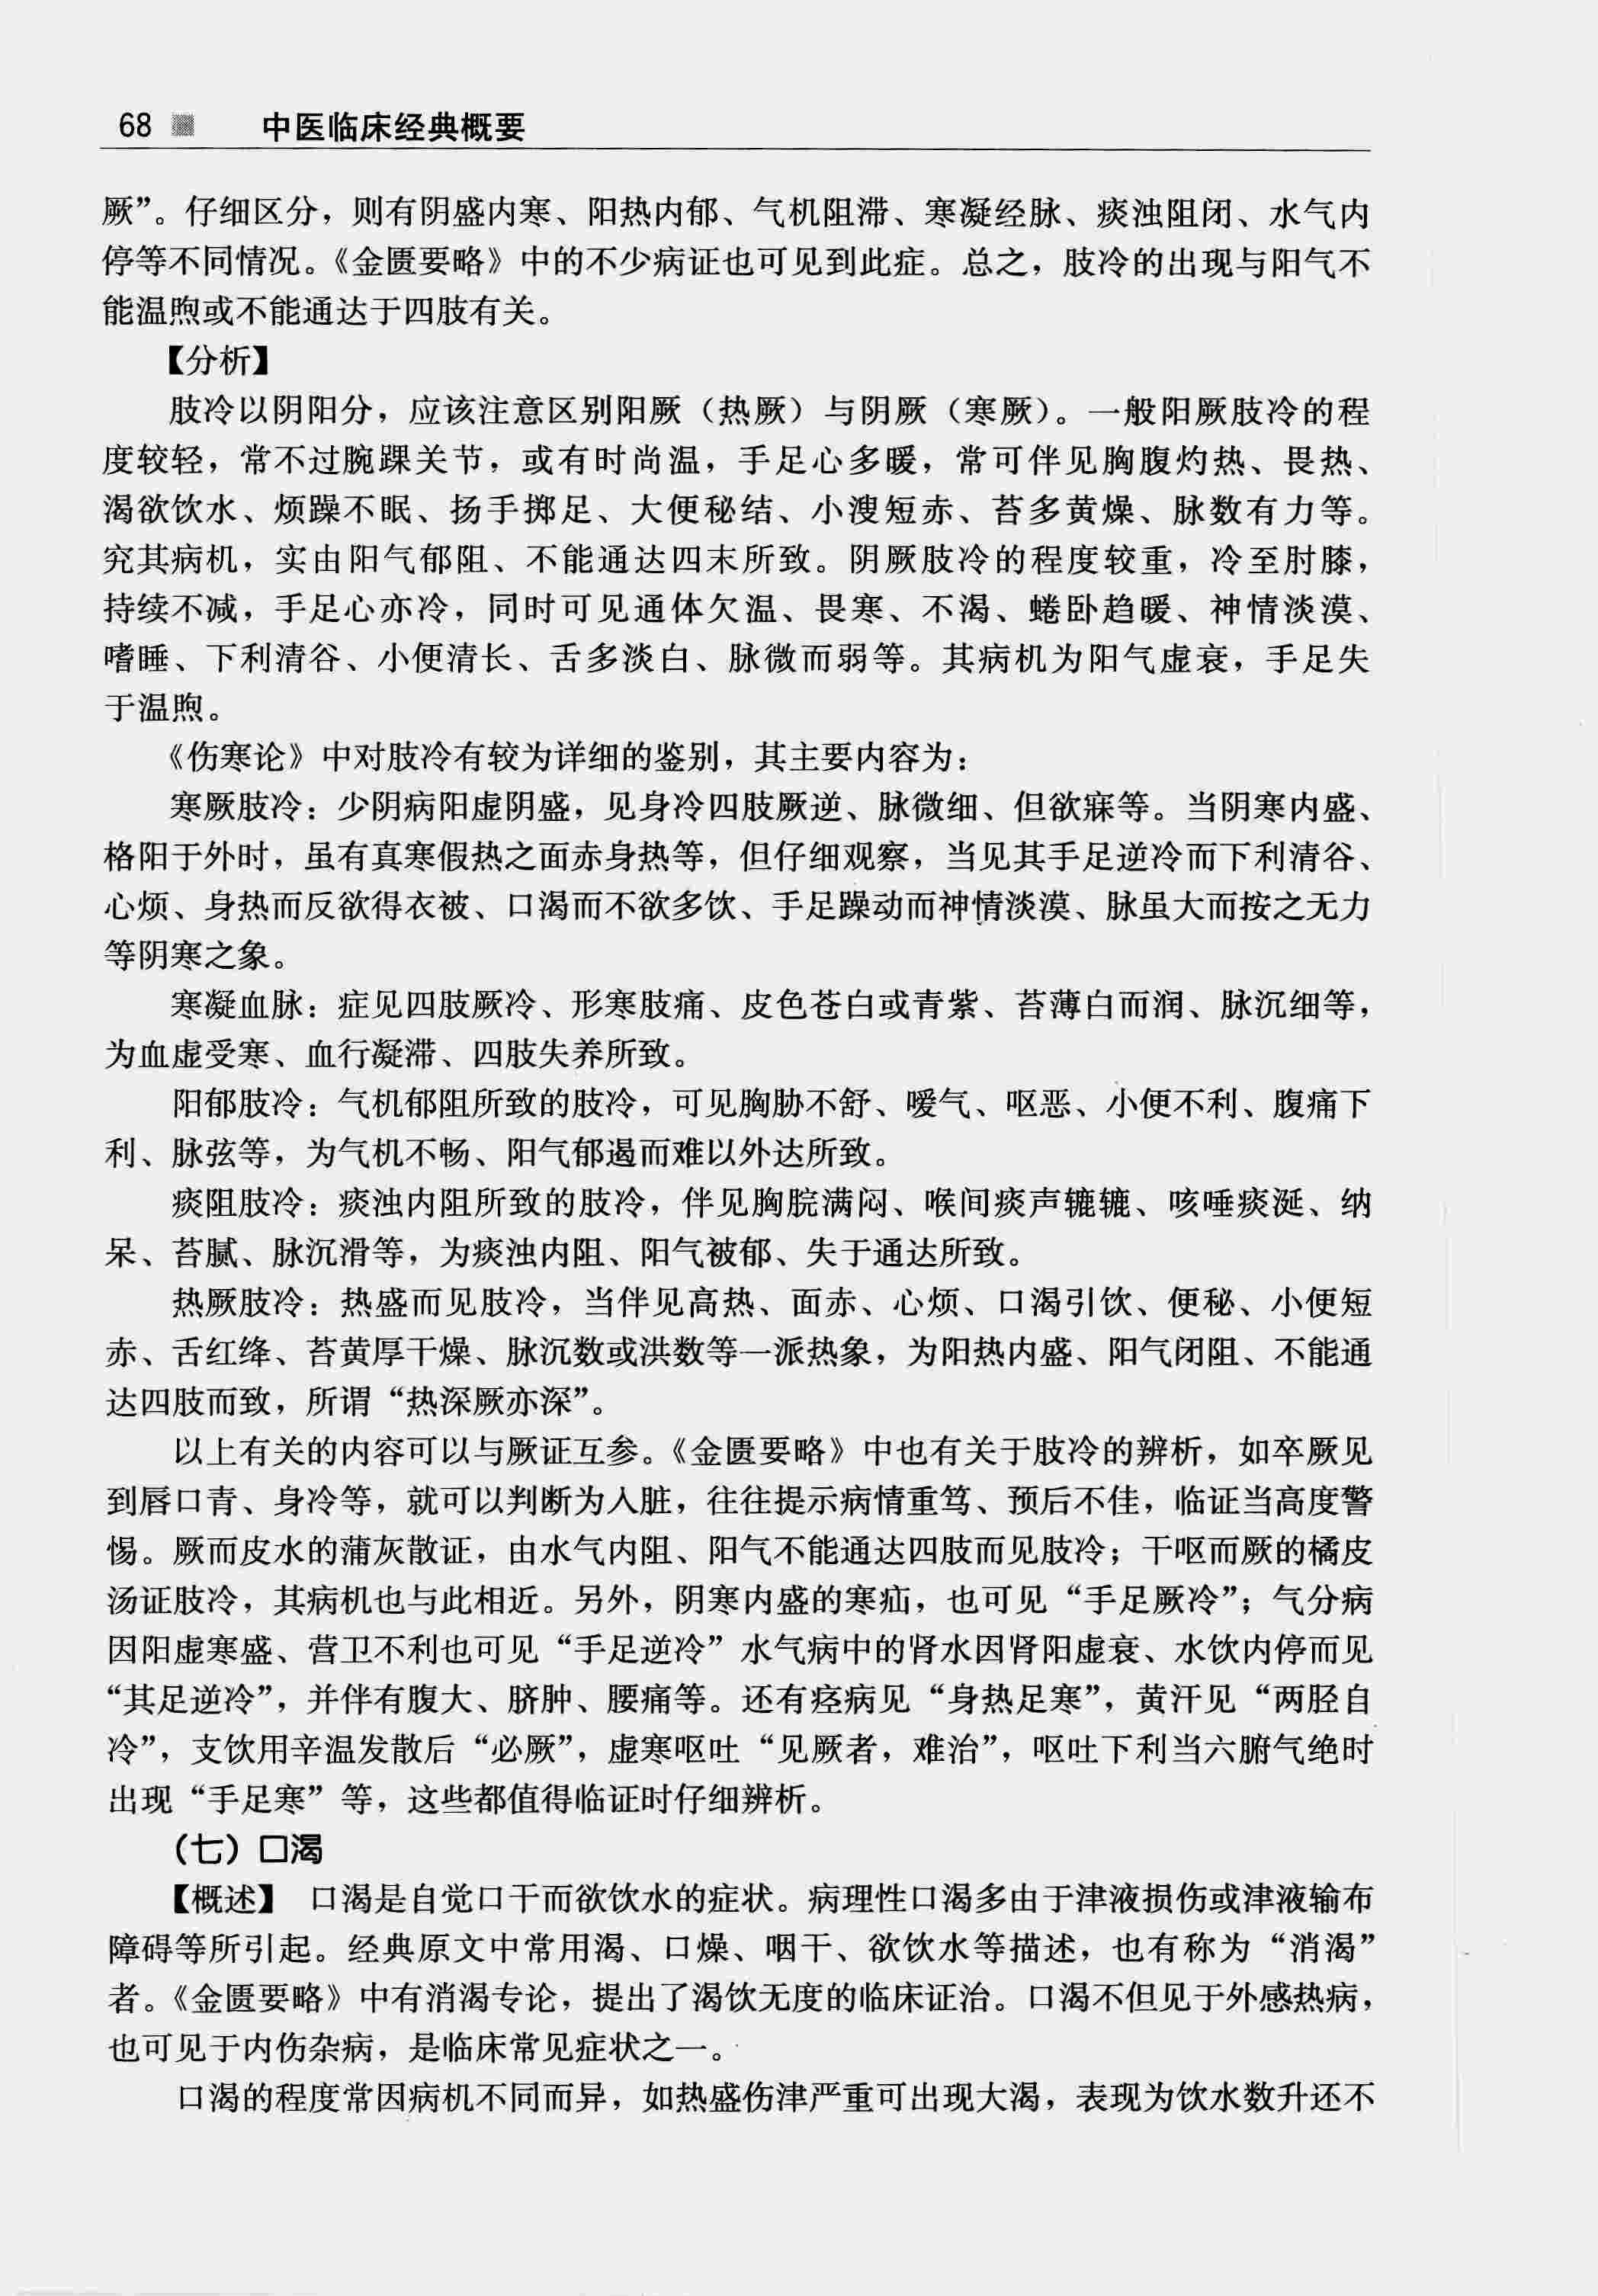 68 中医临床经典概要
厥”。仔细区分，则有阴盛内寒、阳热内郁、气机阻滞、寒凝经脉、痰浊阻闭、水气内
停等不同情况。《金匮要略》中的不少病证也可见到此症。总之，肢冷的出现与阳气不
能温煦或不能通达于四肢有关。
【分析】
肢冷以阴阳分，应该注意区别阳厥（热厥）与阴厥（寒厥）。一般阳厥肢冷的程
度较轻，常不过腕踝关节，或有时尚温，手足心多暖，常可伴见胸腹灼热、畏热、
渴欲饮水、烦躁不眠、扬手掷足、大便秘结、小溲短赤、苔多黄燥、脉数有力等。
究其病机，实由阳气郁阻、不能通达四末所致。阴厥肢冷的程度较重，冷至肘膝，
持续不减，手足心亦冷，同时可见通体欠温、畏寒、不渴、蜷卧趋暖、神情淡漠、
嗜睡、下利清谷、小便清长、舌多淡白、脉微而弱等。其病机为阳气虚衰，手足失
于温煦。
《伤寒论》中对肢冷有较为详细的鉴别，其主要内容为：
寒厥肢冷：少阴病阳虚阴盛，见身冷四肢厥逆、脉微细、但欲寐等。当阴寒内盛、
格阳于外时，虽有真寒假热之面赤身热等，但仔细观察，当见其手足逆冷而下利清谷、
心烦、身热而反欲得衣被、口渴而不欲多饮、手足躁动而神情淡漠、脉虽大而按之无力
等阴寒之象。
寒凝血脉：症见四肢厥冷、形寒肢痛、皮色苍白或青紫、苔薄白而润、脉沉细等，
为血虚受寒、血行凝滞、四肢失养所致。
阳郁肢冷：气机郁阻所致的肢冷，可见胸胁不舒、嗳气、呕恶、小便不利、腹痛下
利、脉弦等，为气机不畅、阳气郁遏而难以外达所致。
痰阻肢冷：痰浊内阻所致的肢冷，伴见胸脘满闷、喉间痰声辘辘、咳唾痰涎、纳
呆、苔腻、脉沉滑等，为痰浊内阻、阳气被郁、失于通达所致。
热厥肢冷：热盛而见肢冷，当伴见高热、面赤、心烦、口渴引饮、便秘、小便短
赤、舌红绛、苔黄厚干燥、脉沉数或洪数等一派热象，为阳热内盛、阳气闭阻、不能通
达四肢而致，所谓“热深厥亦深”。
以上有关的内容可以与厥证互参。《金匮要略》中也有关于肢冷的辨析，如卒厥见
到唇口青、身冷等，就可以判断为入脏，往往提示病情重笃、预后不佳，临证当高度警
惕。厥而皮水的蒲灰散证，由水气内阻、阳气不能通达四肢而见肢冷；干呕而厥的橘皮
汤证肢冷，其病机也与此相近。另外，阴寒内盛的寒疝，也可见“手足厥冷”；气分病
因阳虚寒盛、营卫不利也可见“手足逆冷”水气病中的肾水因肾阳虚衰、水饮内停而见
“其足逆冷”，并伴有腹大、脐肿、腰痛等。还有痉病见“身热足寒”，黄汗见“两胫自
冷”，支饮用辛温发散后“必厥”，虚寒呕吐“见厥者，难治”，呕吐下利当六腑气绝时
出现“手足寒”等，这些都值得临证时仔细辨析。
（七）口渴
【概述】 口渴是自觉口干而欲饮水的症状。病理性口渴多由于津液损伤或津液输布
障碍等所引起。经典原文中常用渴、口燥、咽干、欲饮水等描述，也有称为“消渴”
者。《金匮要略》中有消渴专论，提出了渴饮无度的临床证治。口渴不但见于外感热病，
也可见于内伤杂病，是临床常见症状之一。
口渴的程度常因病机不同而异，如热盛伤津严重可出现大渴，表现为饮水数升还不